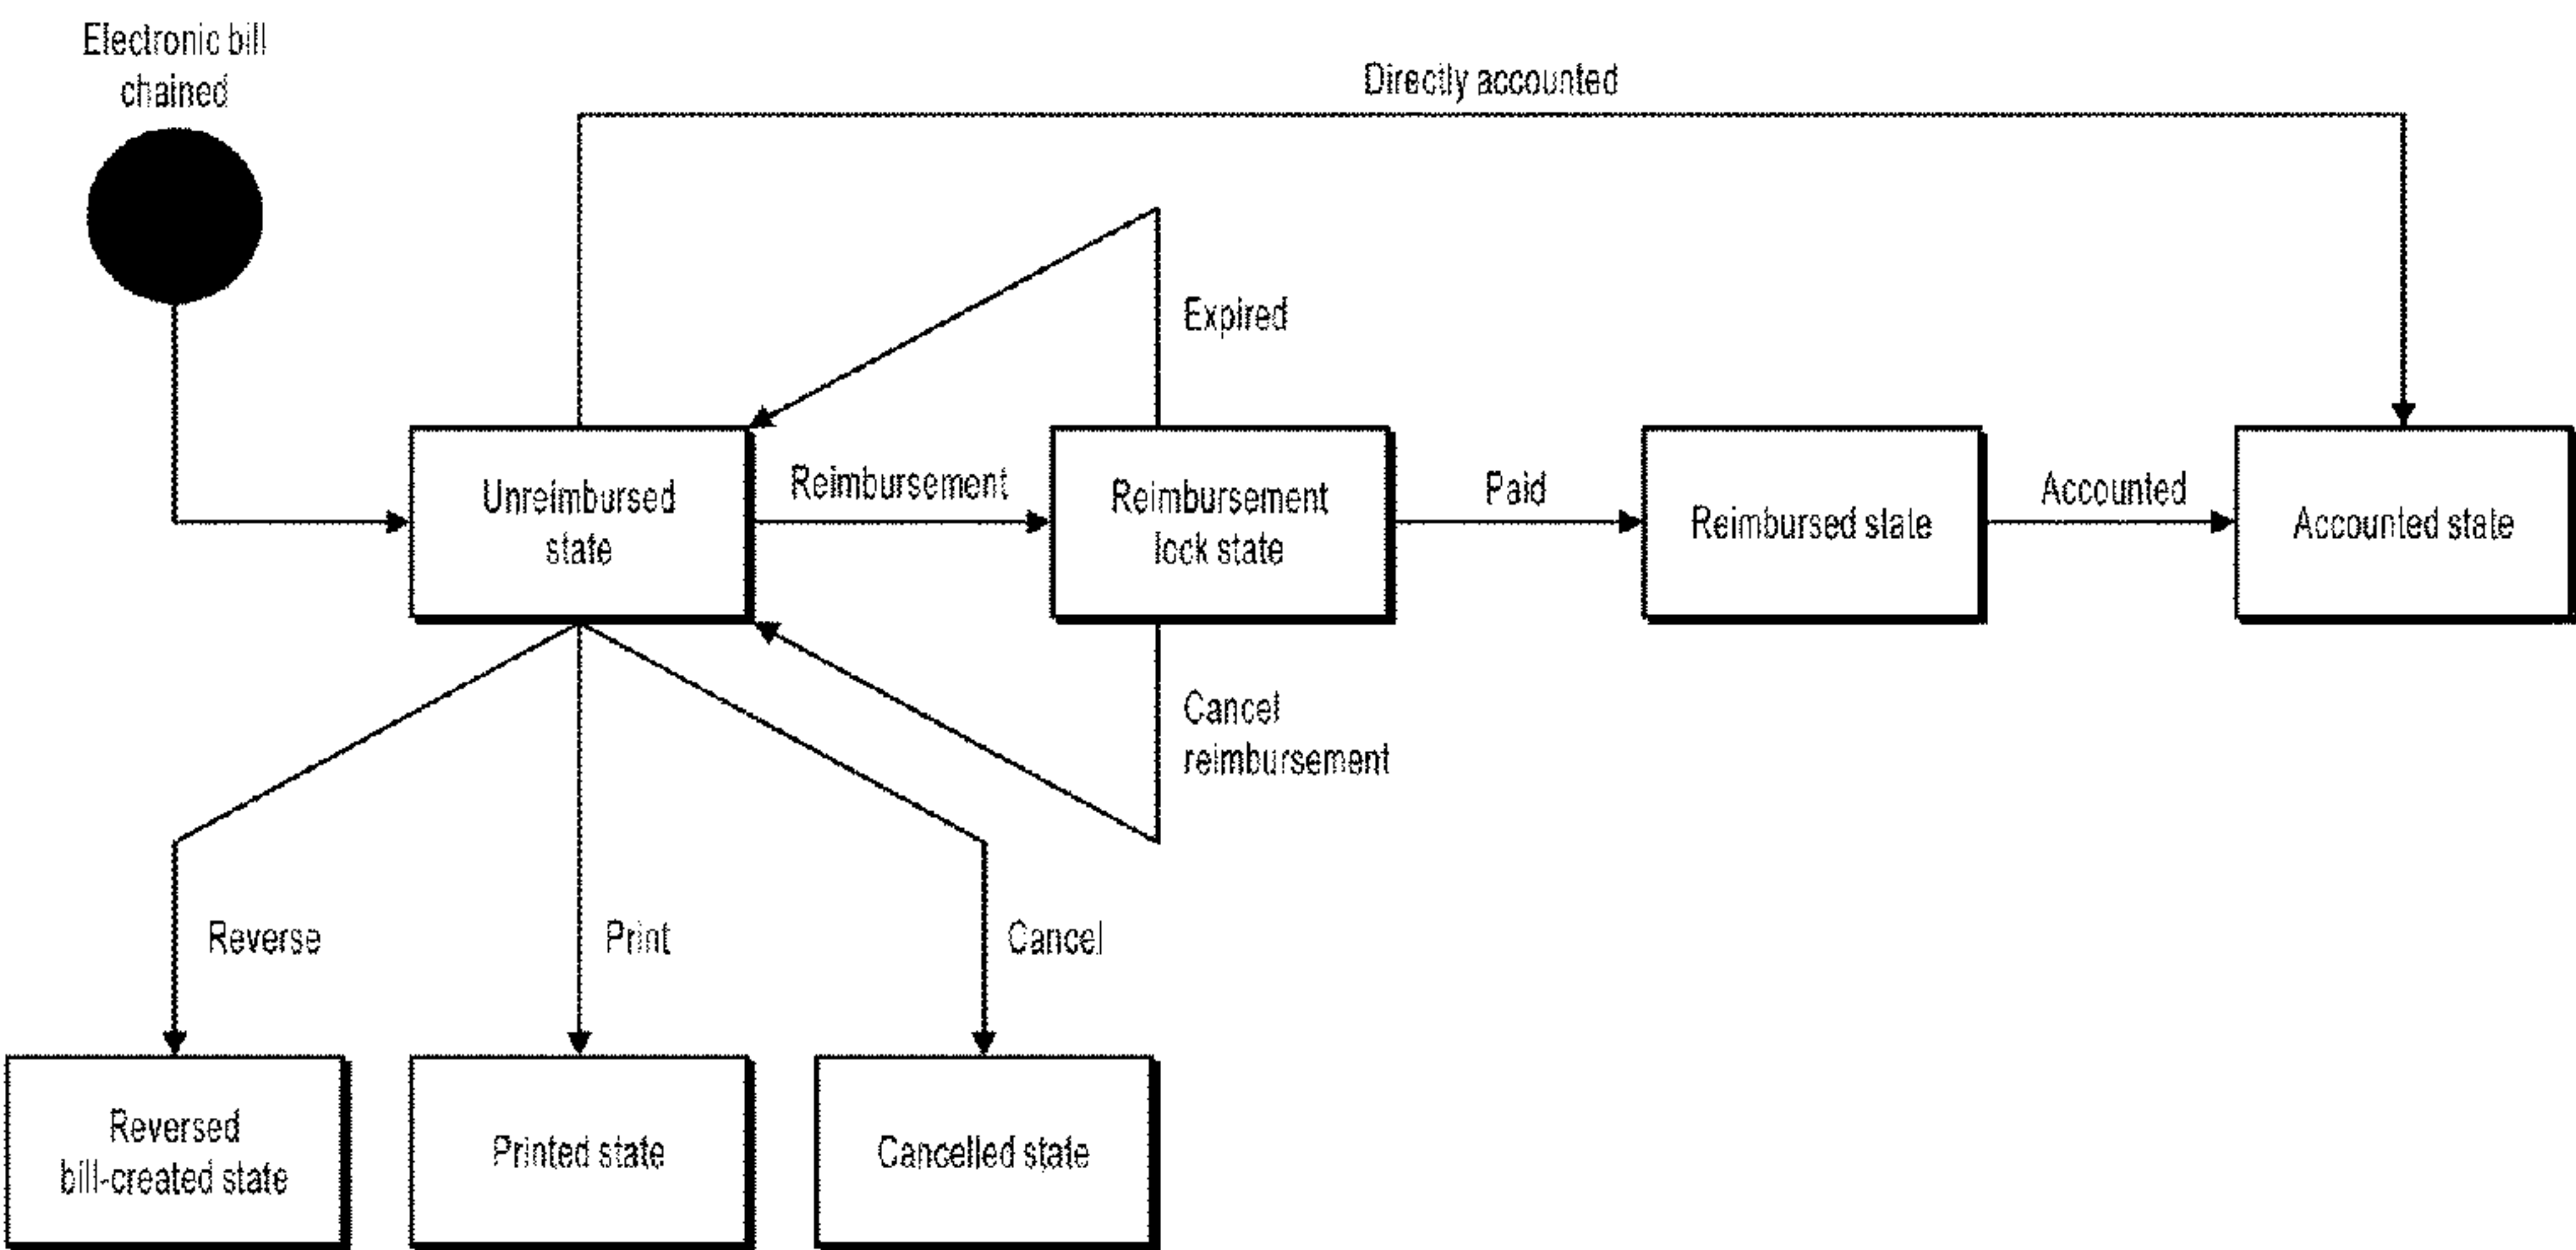 Electronic bill
chained
Directly accounted
Expired
Unreimbursed
state
Reimbursement
Reimbursement
lock state
Paid
Reimbursed state
Accounted
Accounted state
Cancel
reimbursement
Reverse
Print
Cancel
Reversed
bill-created state
Printed state
Cancelled state